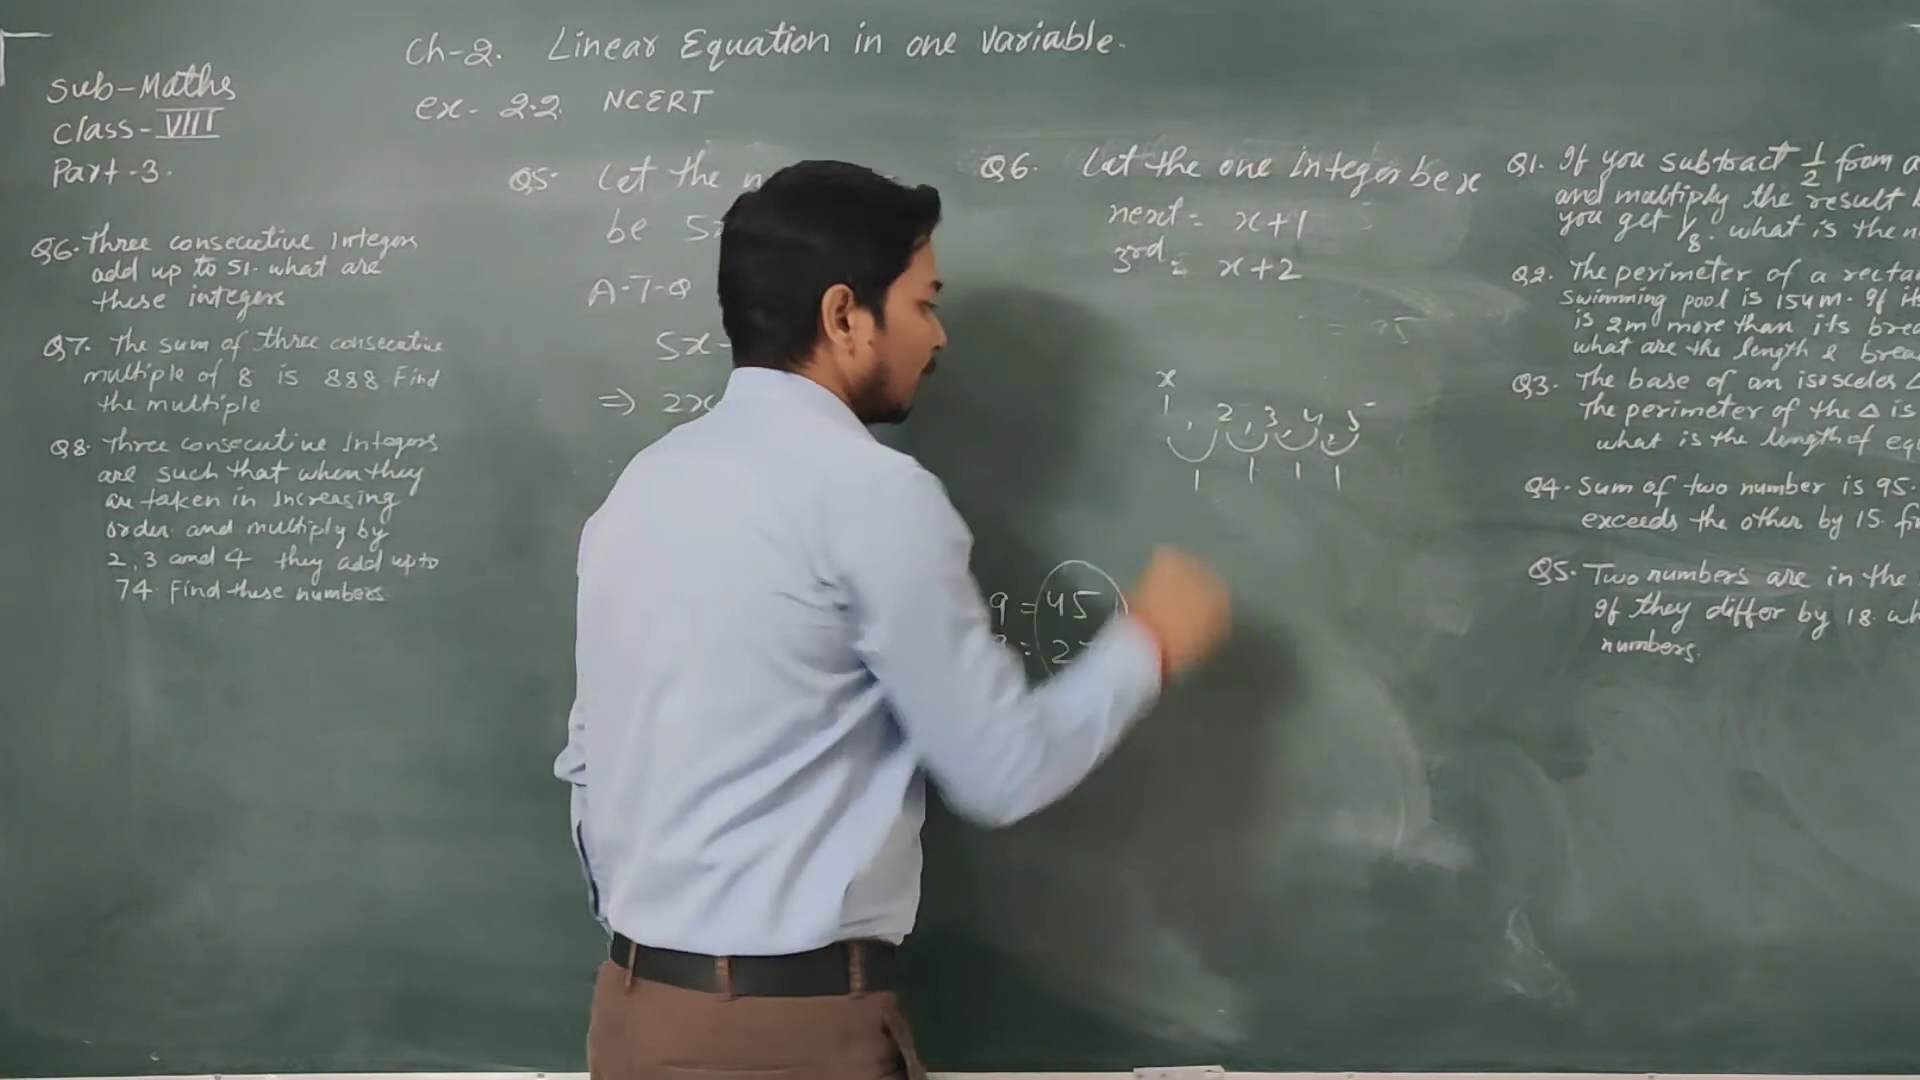 Ch-2. Linear Equation in one variable.
ex- 2.2. NCERT
Sub-Maths
Class-VIII
Part-3.
Q6. Three consecutive Integers
add up to 51. what are
these integers
Q7. The sum of three consecutive
multiple of 8 is 888. Find
the multiple
Q8. Three consecutive Integers
are such that when they
are taken in Increasing
order and multiply by
2, 3 and 4 they add up to
74. Find these numbers.
Q5. Let the
be 5x
A-T-Q
5x-
=> 2x
9 = 45
= 27
Q6. Let the one Integer be x
next = x+1
3rd = x+2
x
1, 2, 3, 4, 5
1 1 1 1
Q1. If you subtract 1/2 from a
and multiply the result
you get 1/8. what is the
Q2. The perimeter of a recta
swimming pool is 154m. If its
is 2m more than its brea
what are the length & brea
Q3. The base of an isosceles Δ
The perimeter of the Δ is
what is the length of eq
Q4. Sum of two number is 95.
exceeds the other by 15. fi
Q5. Two numbers are in the
If they differ by 18. wh
numbers.